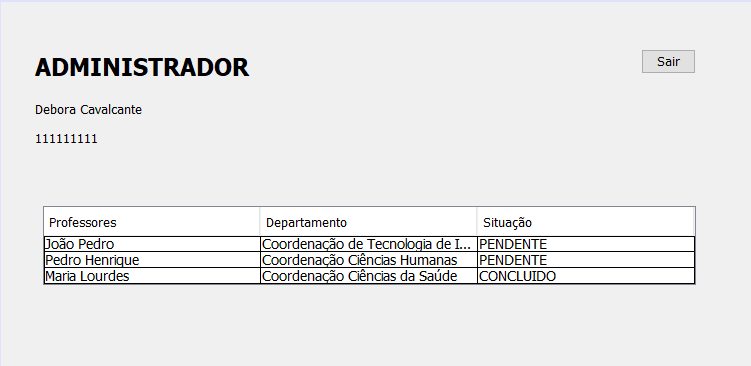 ADMINISTRADOR Sair
Debora Cavalcante
111111111
Professores Departamento Situação
João Pedro Coordenação de Tecnologia de I... PENDENTE
Pedro Henrique Coordenação Ciências Humanas PENDENTE
Maria Lourdes Coordenação Ciências da Saúde CONCLUIDO